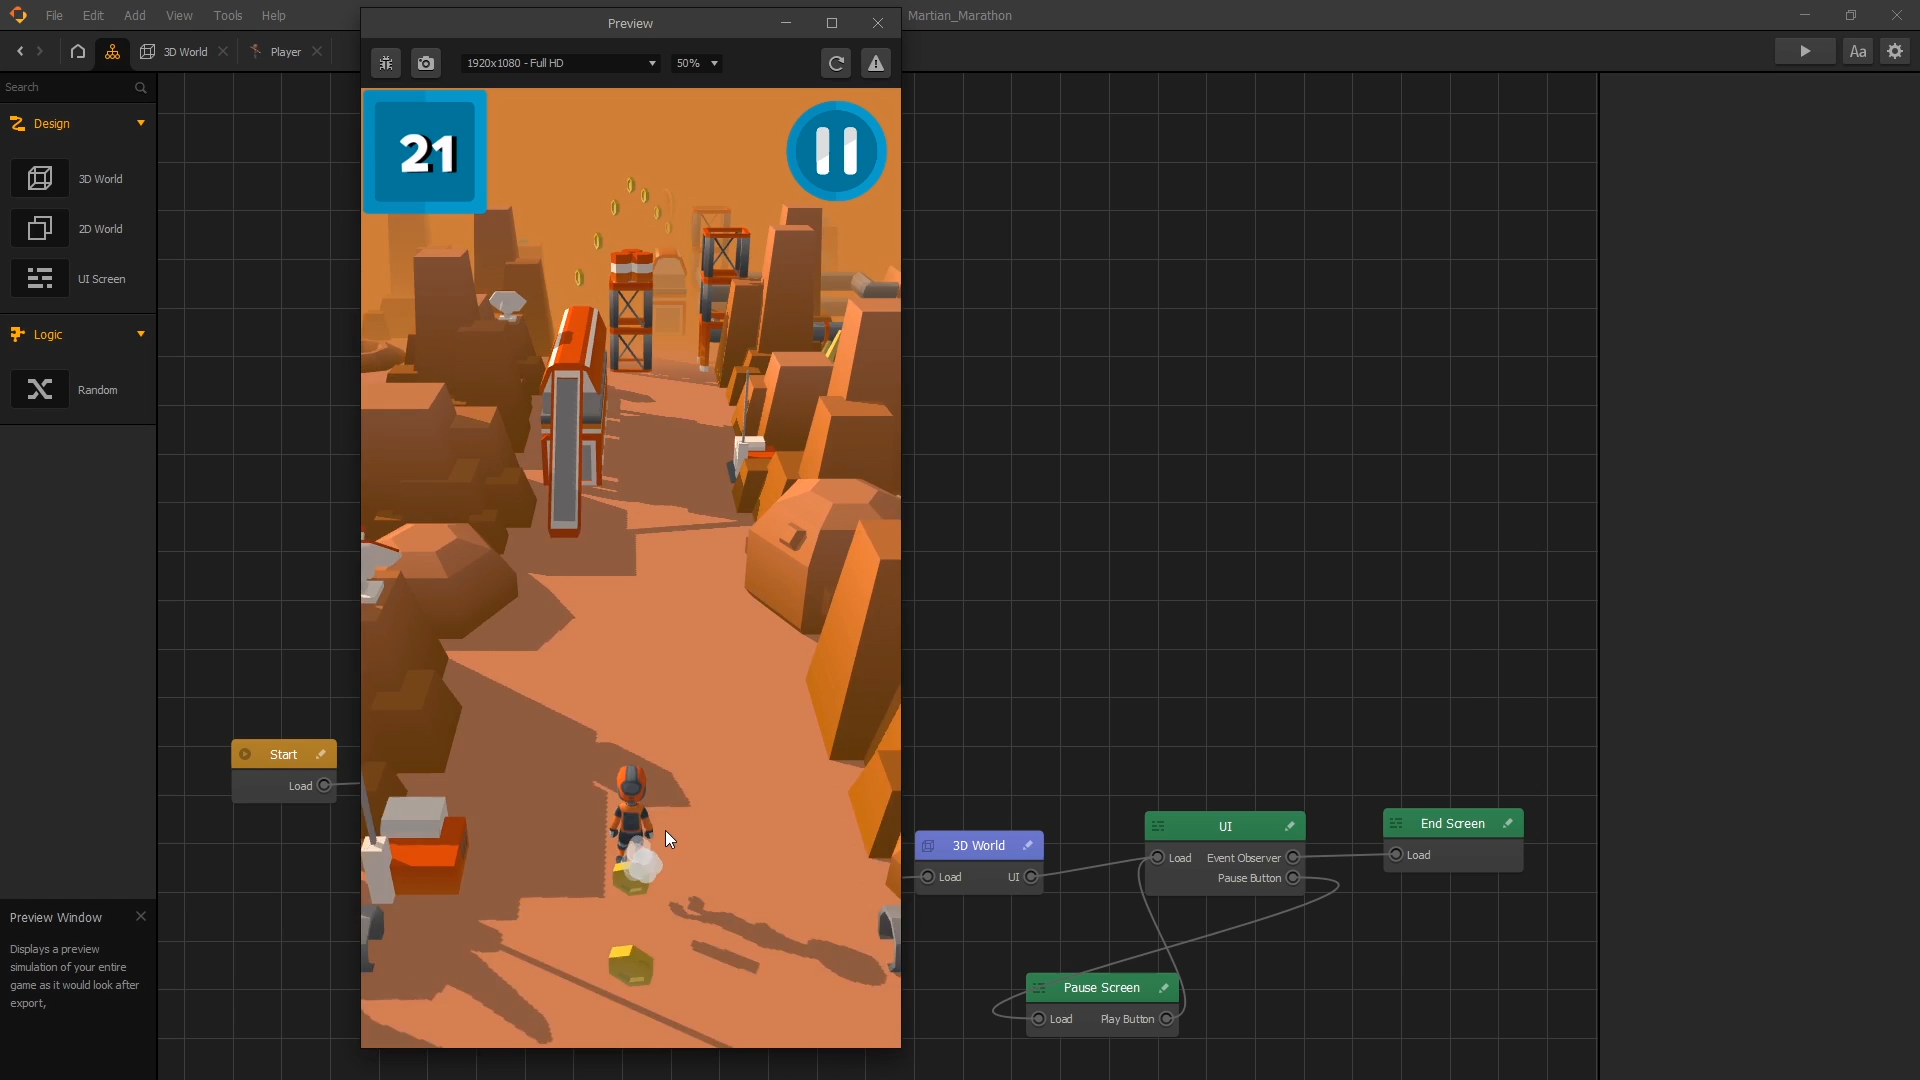 File Edit Add View Tools Help
Preview
Martian_Marathon
3D World
Player
1920x1080 - Full HD
50%
Aa
Search
Design
21
3D World
2D World
UI Screen
Logic
Random
Start
Load
3D World
Load UI
UI
Load Event Observer
Pause Button
End Screen
Load
Pause Screen
Load Play Button
Preview Window
Displays a preview
simulation of your entire
game as it would look after
export,